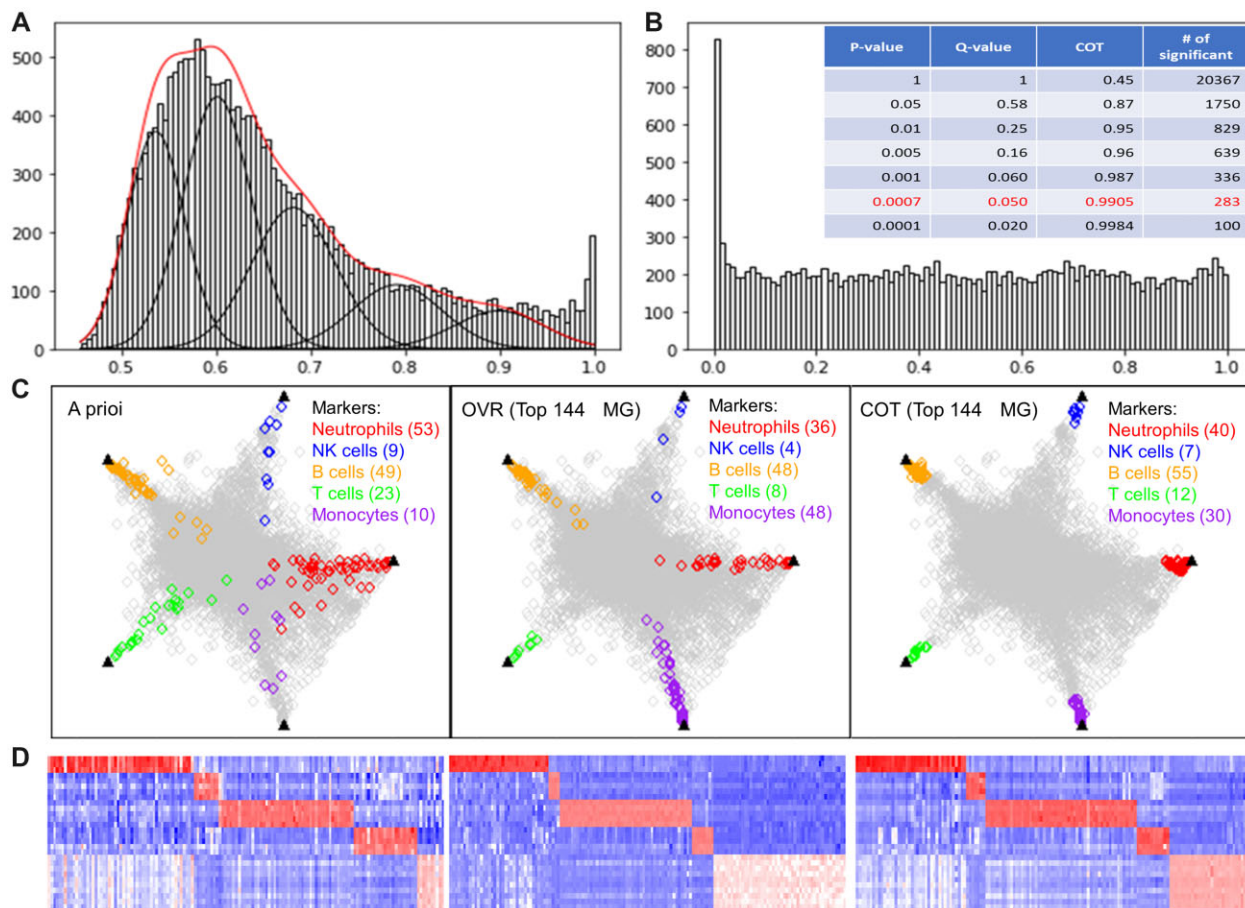 A
500
400
300
200
100
0
0.5 0.6 0.7 0.8 0.9 1.0
B
800
700
600
500
400
300
200
100
0
0.0 0.2 0.4 0.6 0.8 1.0
P-value Q-value COT # of significant
1 1 0.45 20367
0.05 0.58 0.87 1750
0.01 0.25 0.95 829
0.005 0.16 0.96 639
0.001 0.060 0.987 336
0.0007 0.050 0.9905 283
0.0001 0.020 0.9984 100
C
A prioi
Markers:
Neutrophils (53)
NK cells (9)
B cells (49)
T cells (23)
Monocytes (10)
OVR (Top 144 MG)
Markers:
Neutrophils (36)
NK cells (4)
B cells (48)
T cells (8)
Monocytes (48)
COT (Top 144 MG)
Markers:
Neutrophils (40)
NK cells (7)
B cells (55)
T cells (12)
Monocytes (30)
D